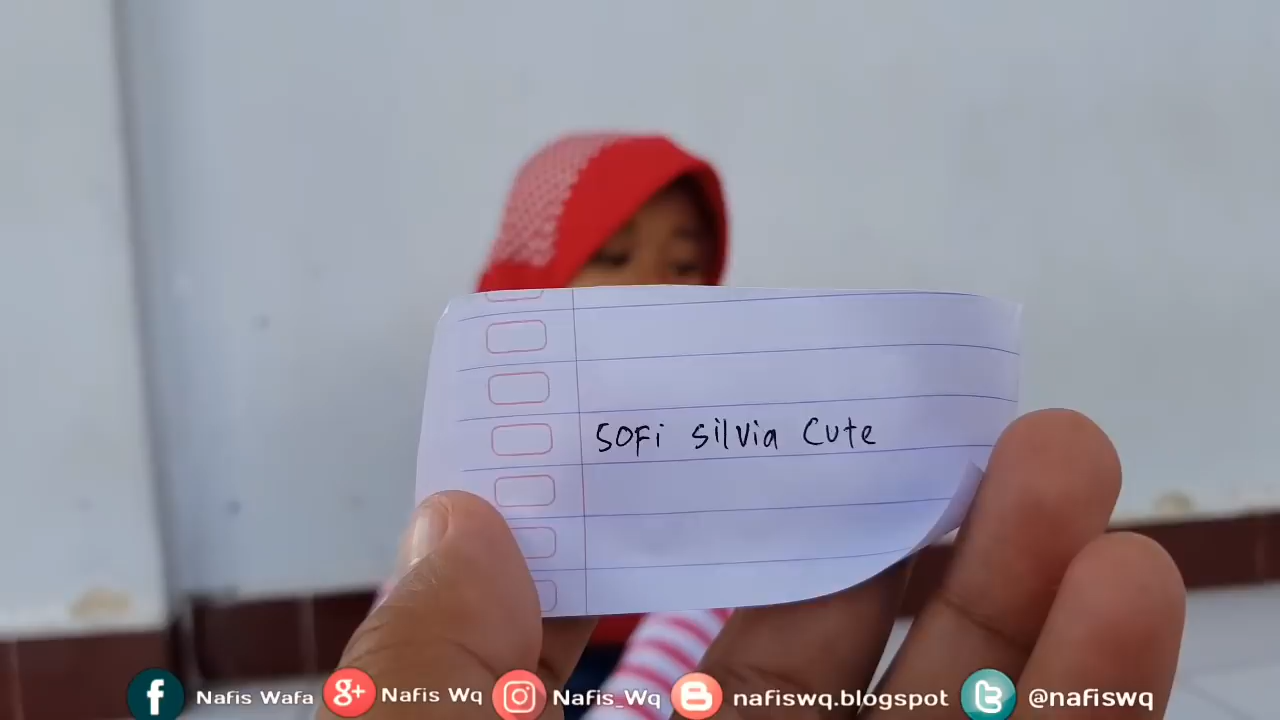 SOFi Silvia Cute
Nafis Wafa
Nafis Wq
Nafis_Wq
nafiswq.blogspot
@nafiswq